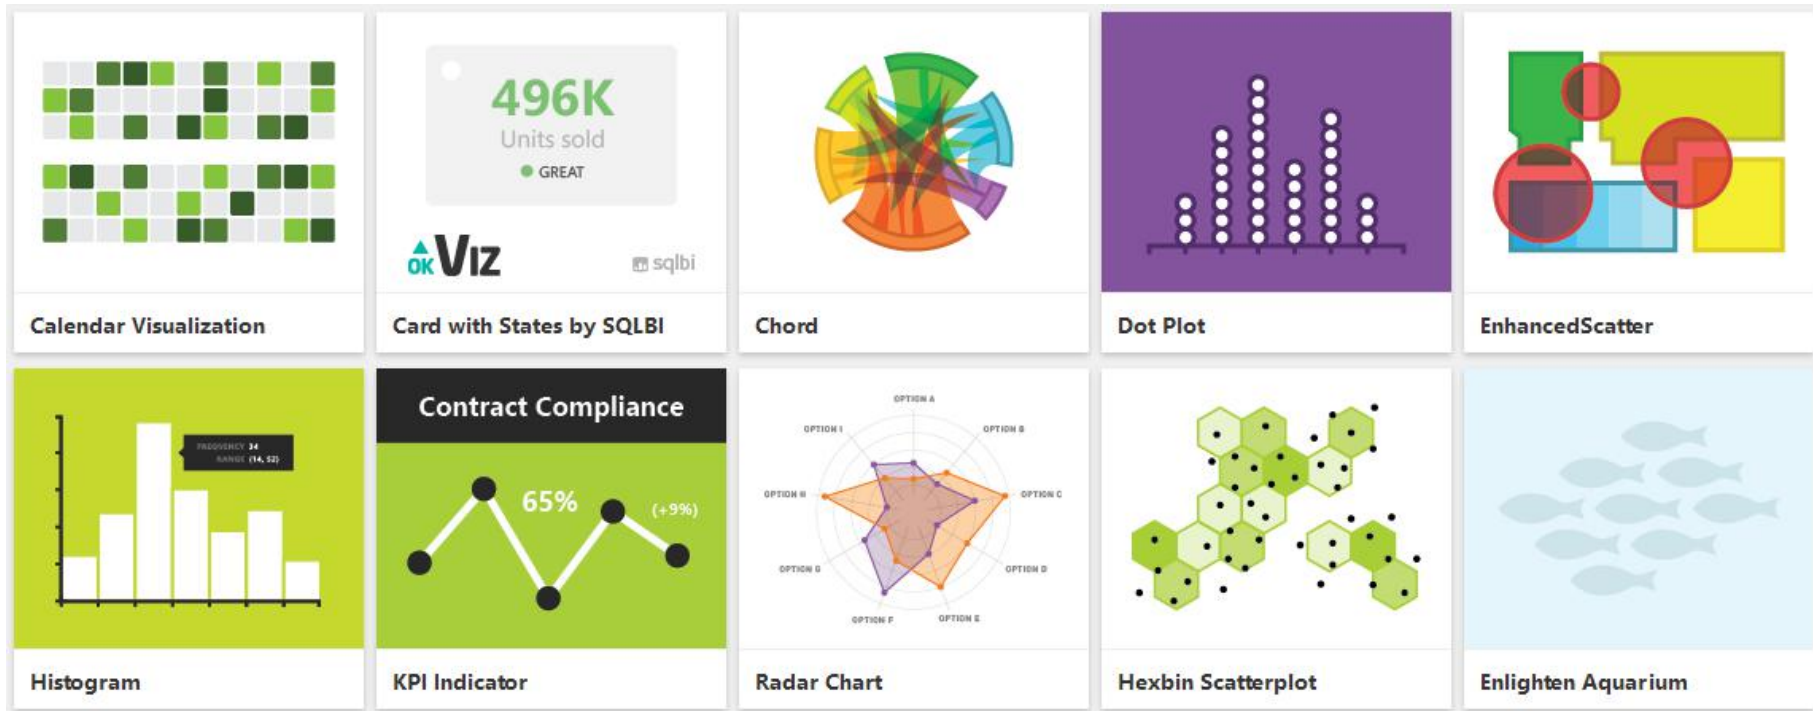 496K
Units sold
GREAT
OK VIZ
sqlbi
Calendar Visualization
Card with States by SQLBI
Chord
Dot Plot
EnhancedScatter
FREQUENCY 34
RANGE (14, 52)
Contract Compliance
65%
(+9%)
OPTION A
OPTION B
OPTION C
OPTION D
OPTION E
OPTION F
OPTION G
OPTION H
OPTION I
Histogram
KPI Indicator
Radar Chart
Hexbin Scatterplot
Enlighten Aquarium